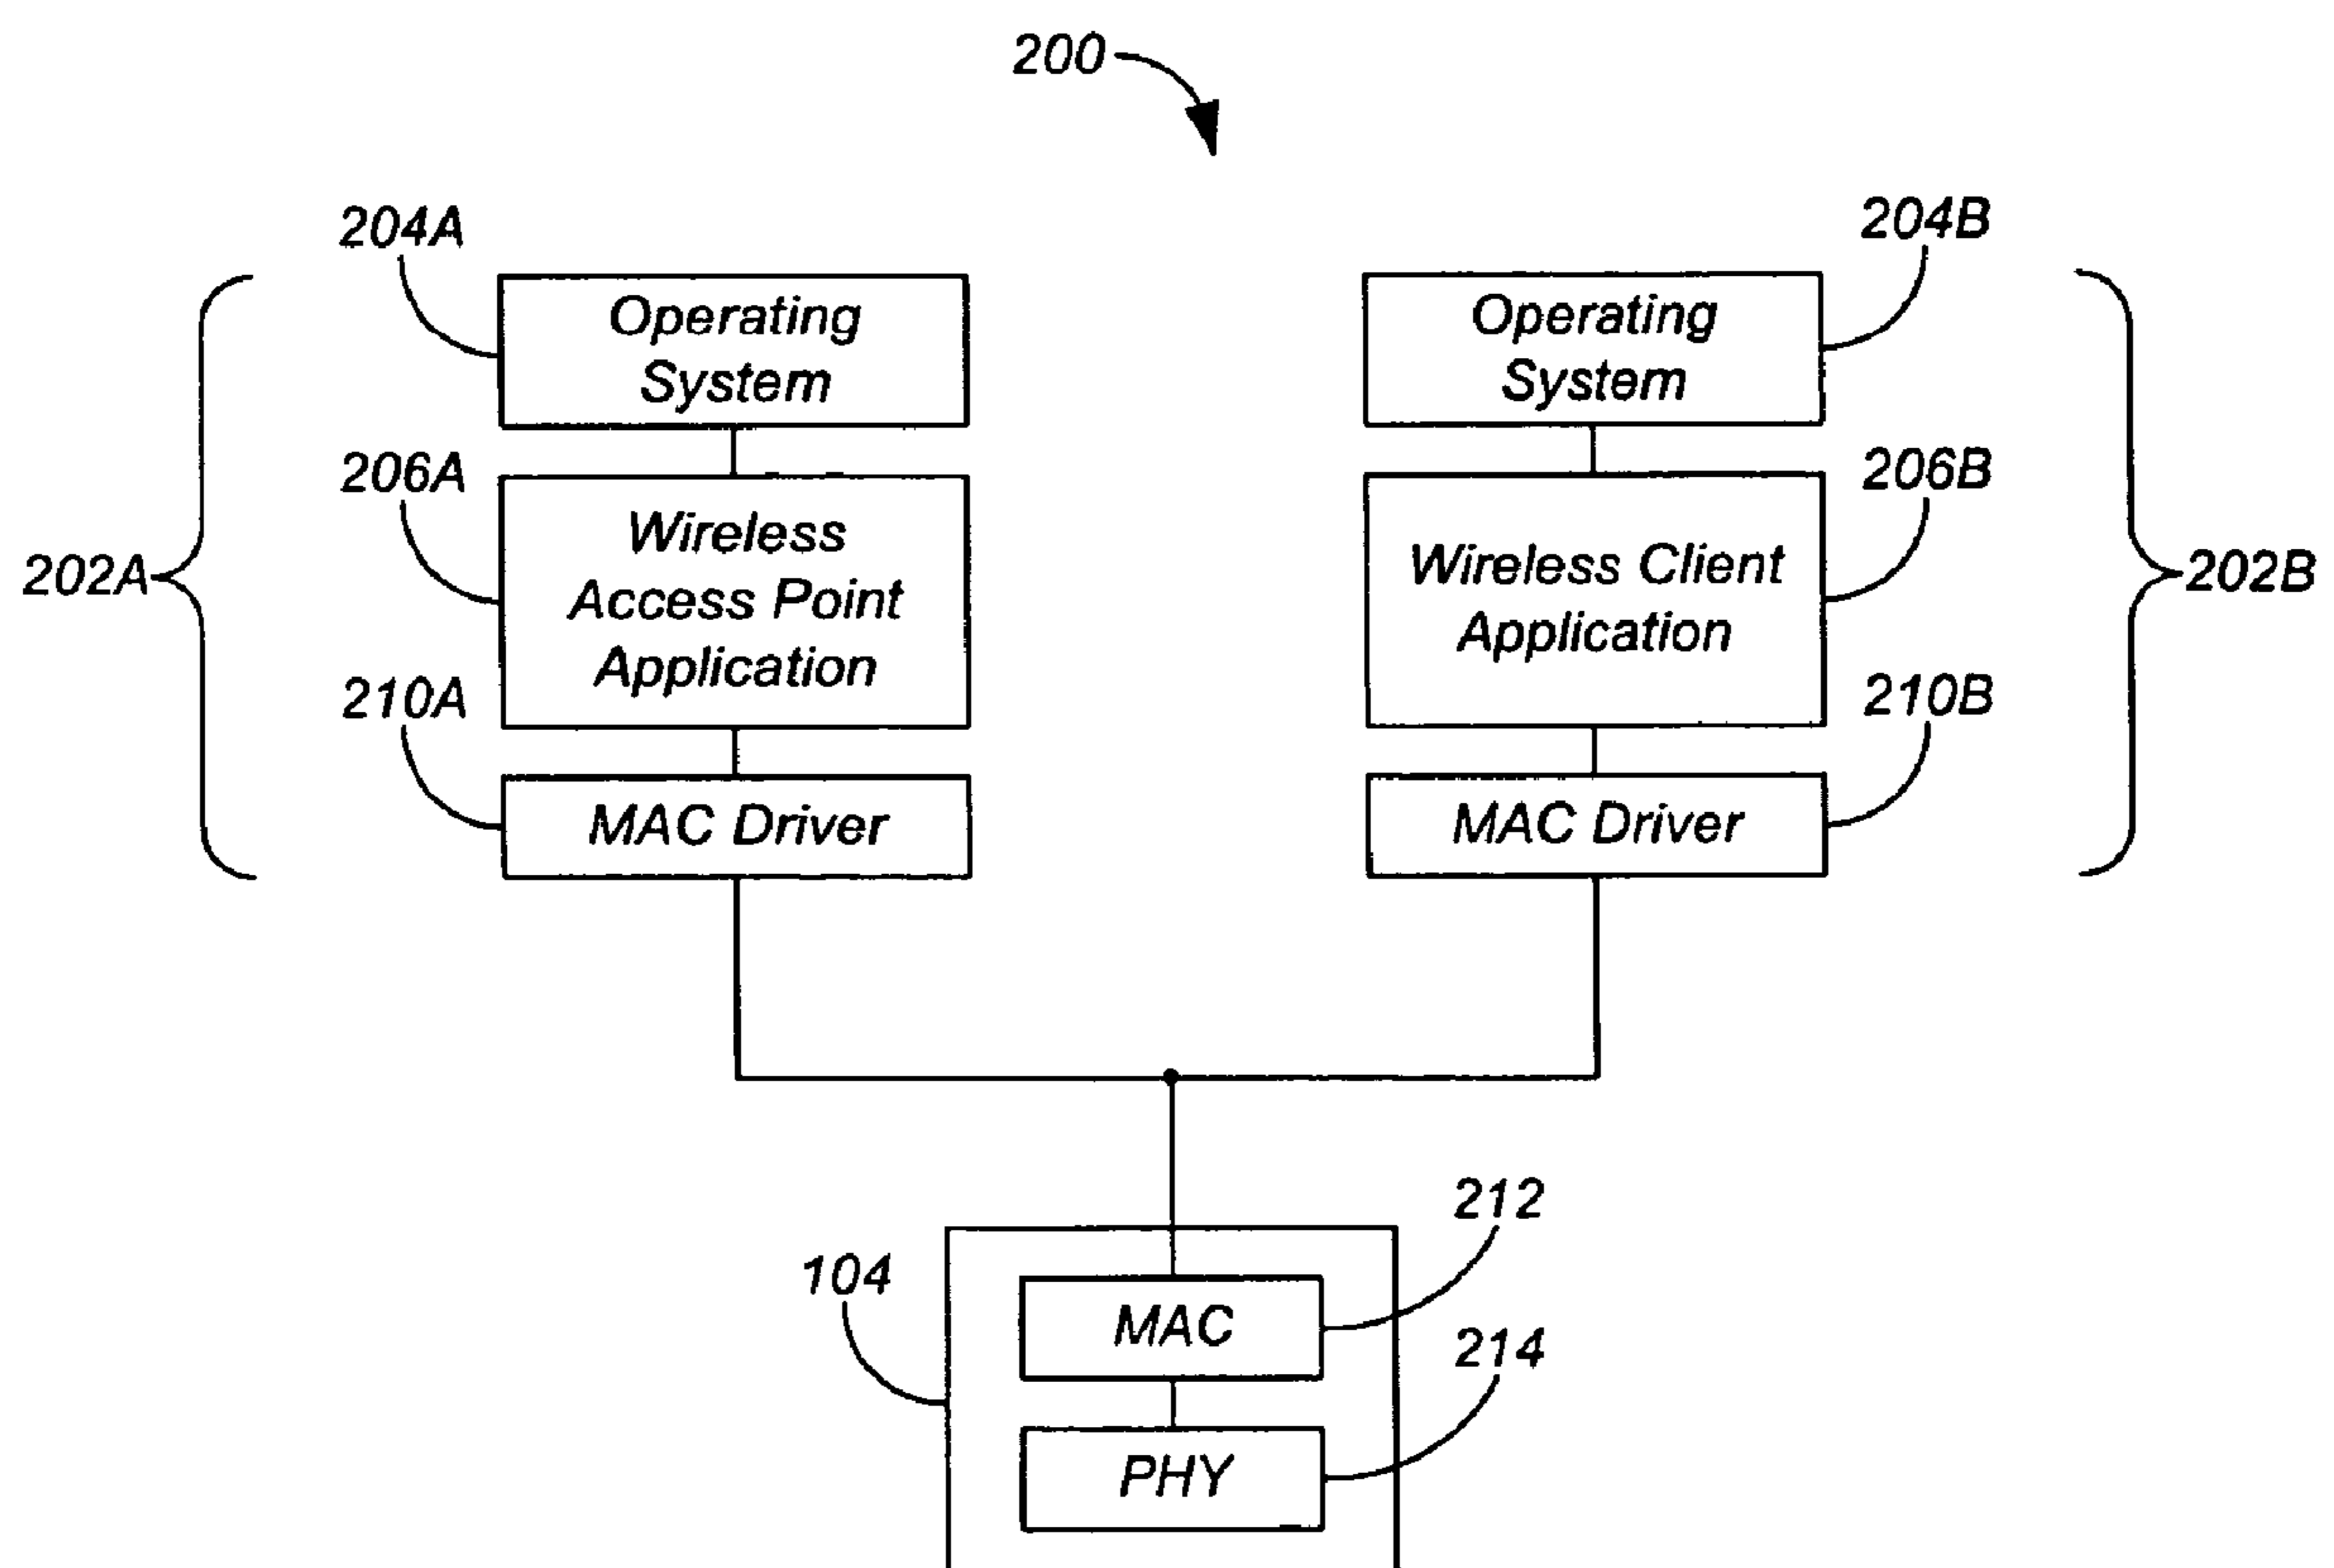 200
204A
204B
Operating
System
Operating
System
206A
206B
Wireless
Access Point
Application
Wireless Client
Application
202A
202B
210A
210B
MAC Driver
MAC Driver
212
104
MAC
214
PHY